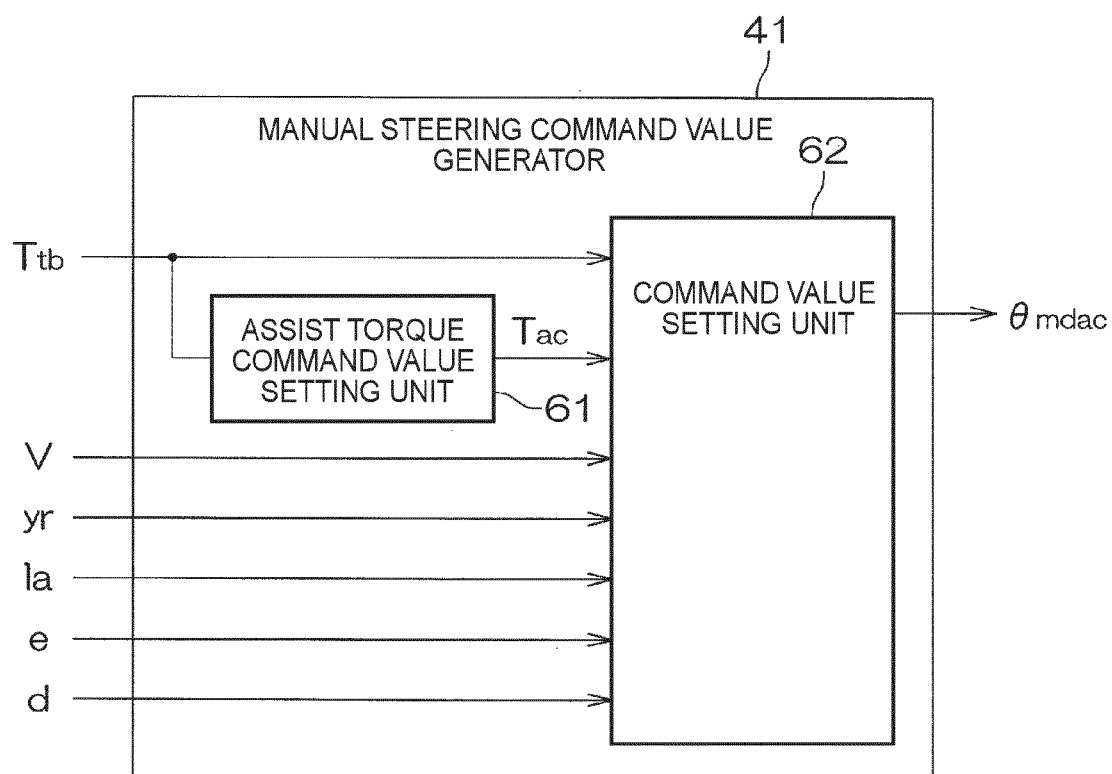 41
MANUAL STEERING COMMAND VALUE
GENERATOR
62
Ttb
COMMAND VALUE
SETTING UNIT
θ mdac
ASSIST TORQUE
COMMAND VALUE
SETTING UNIT
Tac
61
V
yr
la
e
d